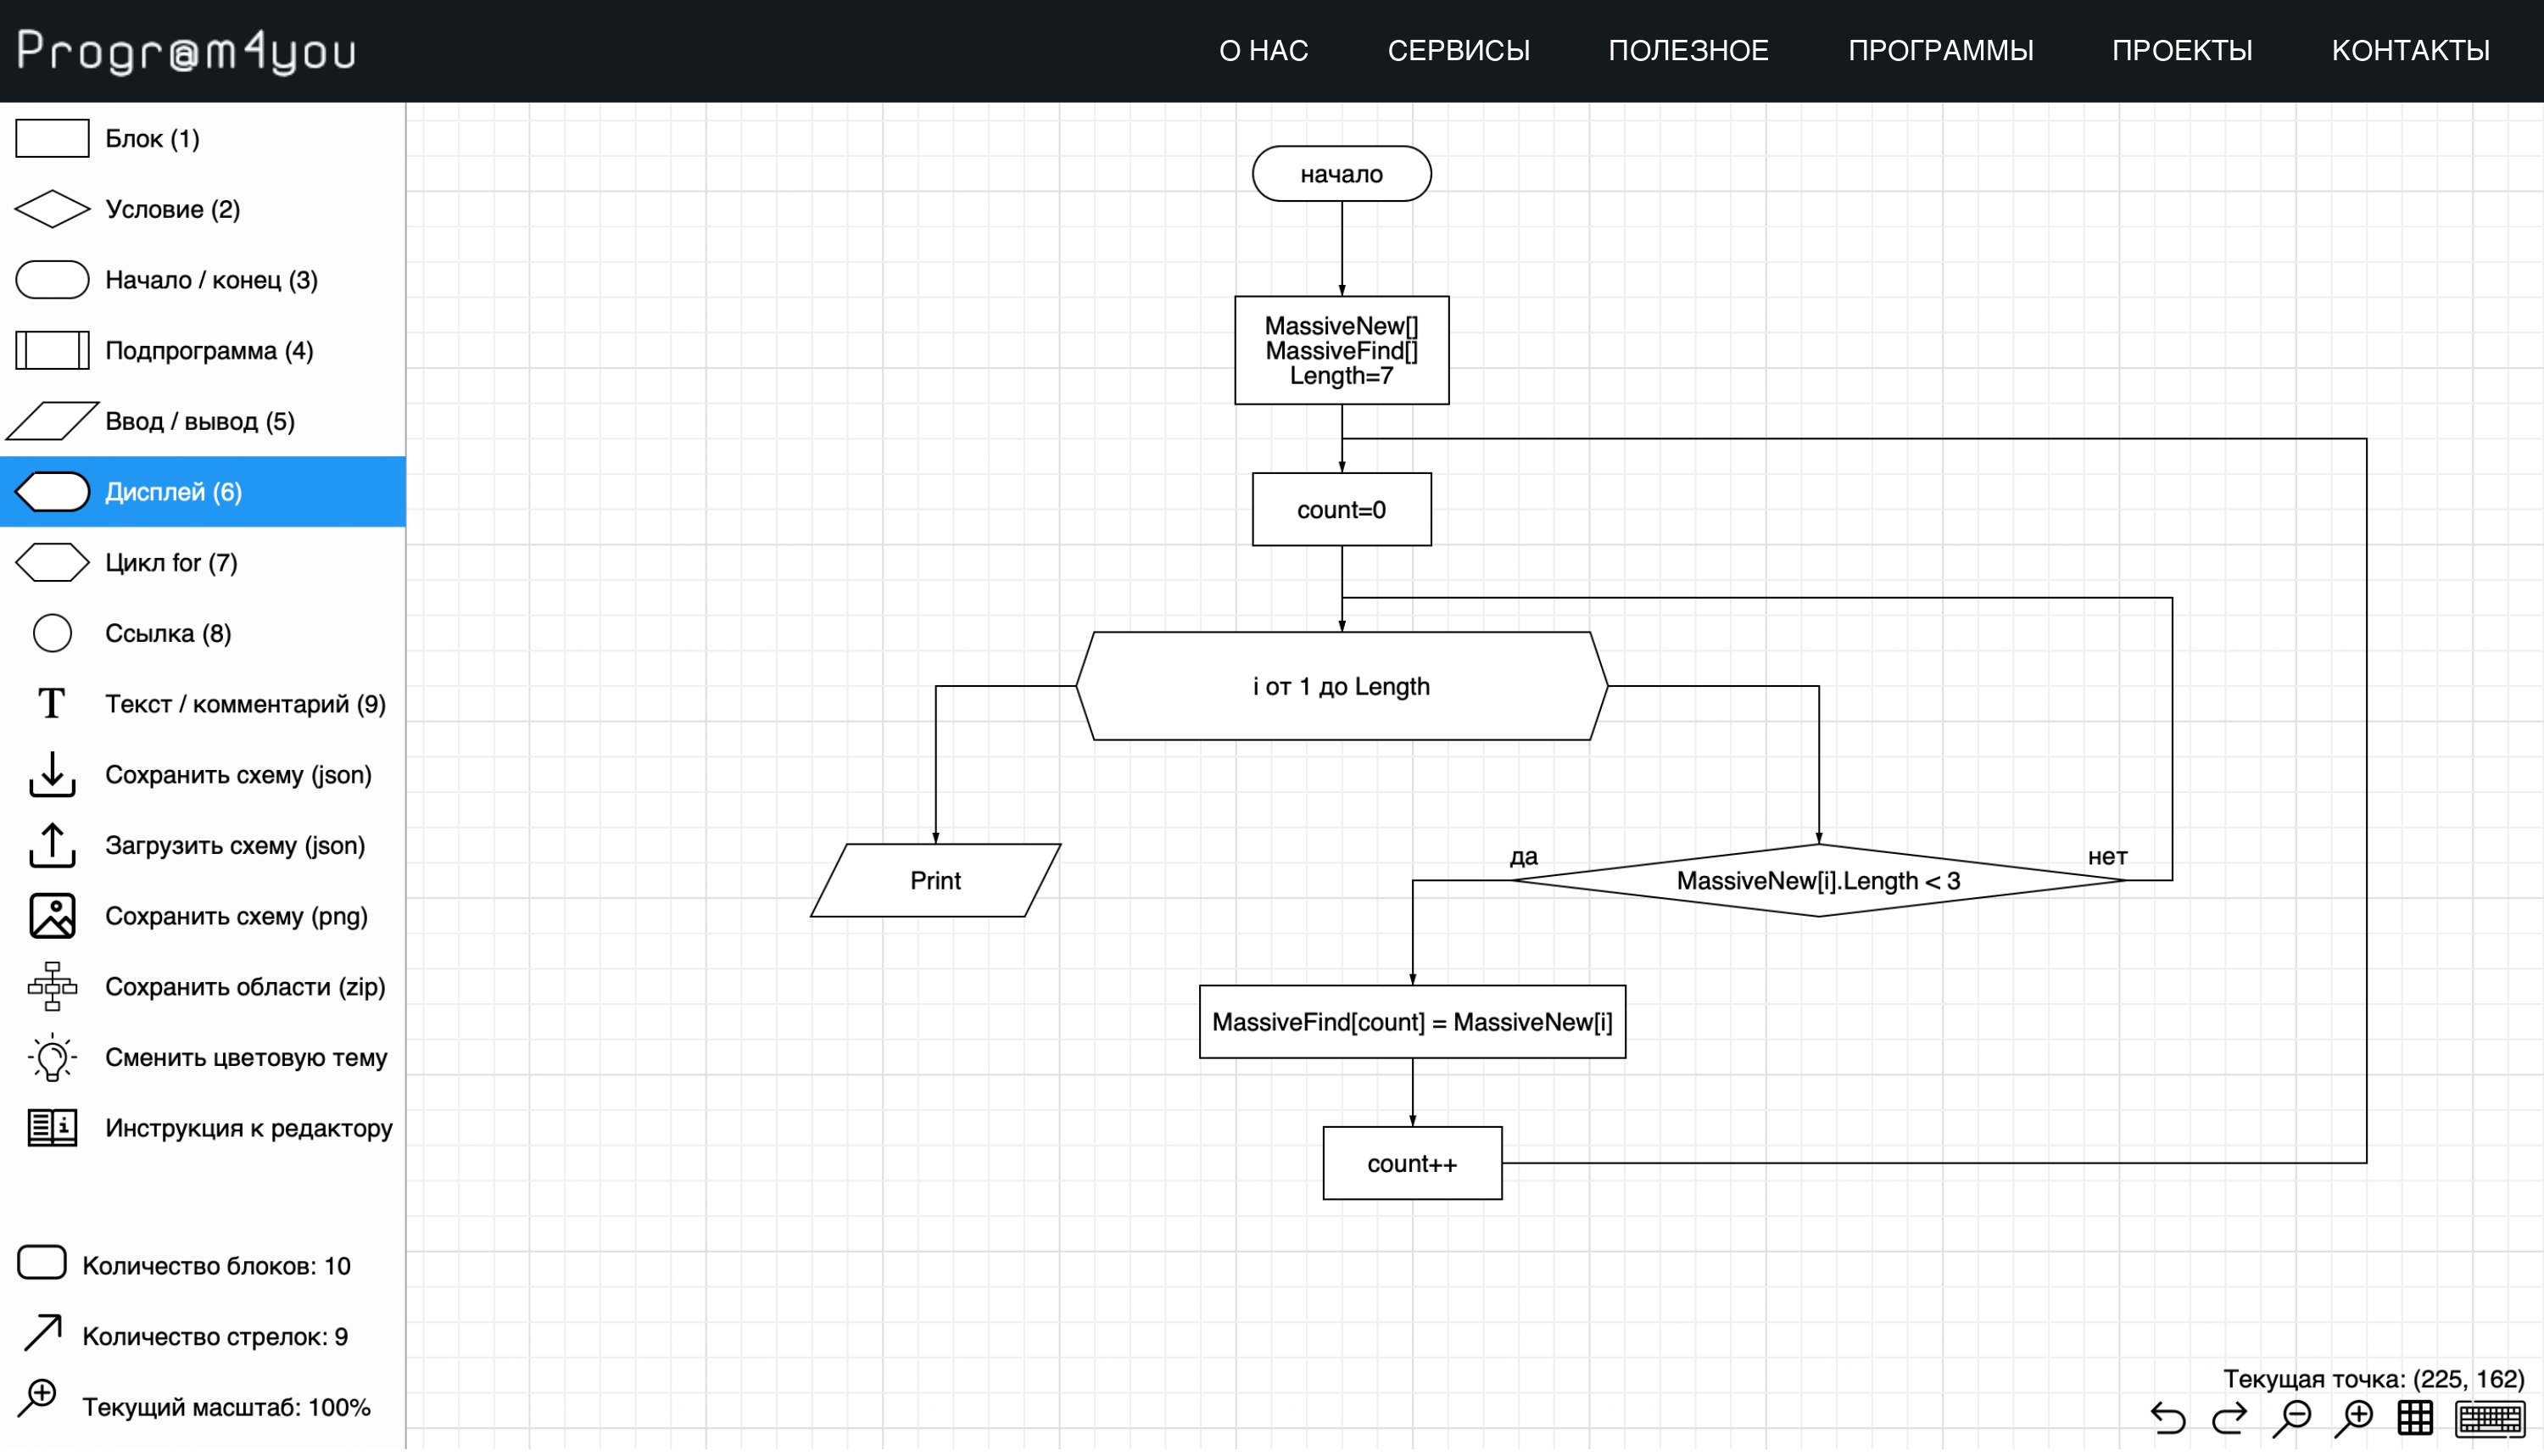 Progr@m4you
О НАС
СЕРВИСЫ
ПОЛЕЗНОЕ
ПРОГРАММЫ
ПРОЕКТЫ
КОНТАКТЫ
Блок (1)
Условие (2)
Начало / конец (3)
Подпрограмма (4)
Ввод / вывод (5)
Дисплей (6)
Цикл for (7)
Ссылка (8)
T Текст / комментарий (9)
Сохранить схему (json)
Загрузить схему (json)
Сохранить схему (png)
Сохранить области (zip)
Сменить цветовую тему
Инструкция к редактору
Количество блоков: 10
Количество стрелок: 9
Текущий масштаб: 100%
начало
MassiveNew[]
MassiveFind[]
Length=7
count=0
i от 1 до Length
Print
да
MassiveNew[i].Length < 3
нет
MassiveFind[count] = MassiveNew[i]
count++
Текущая точка: (225, 162)